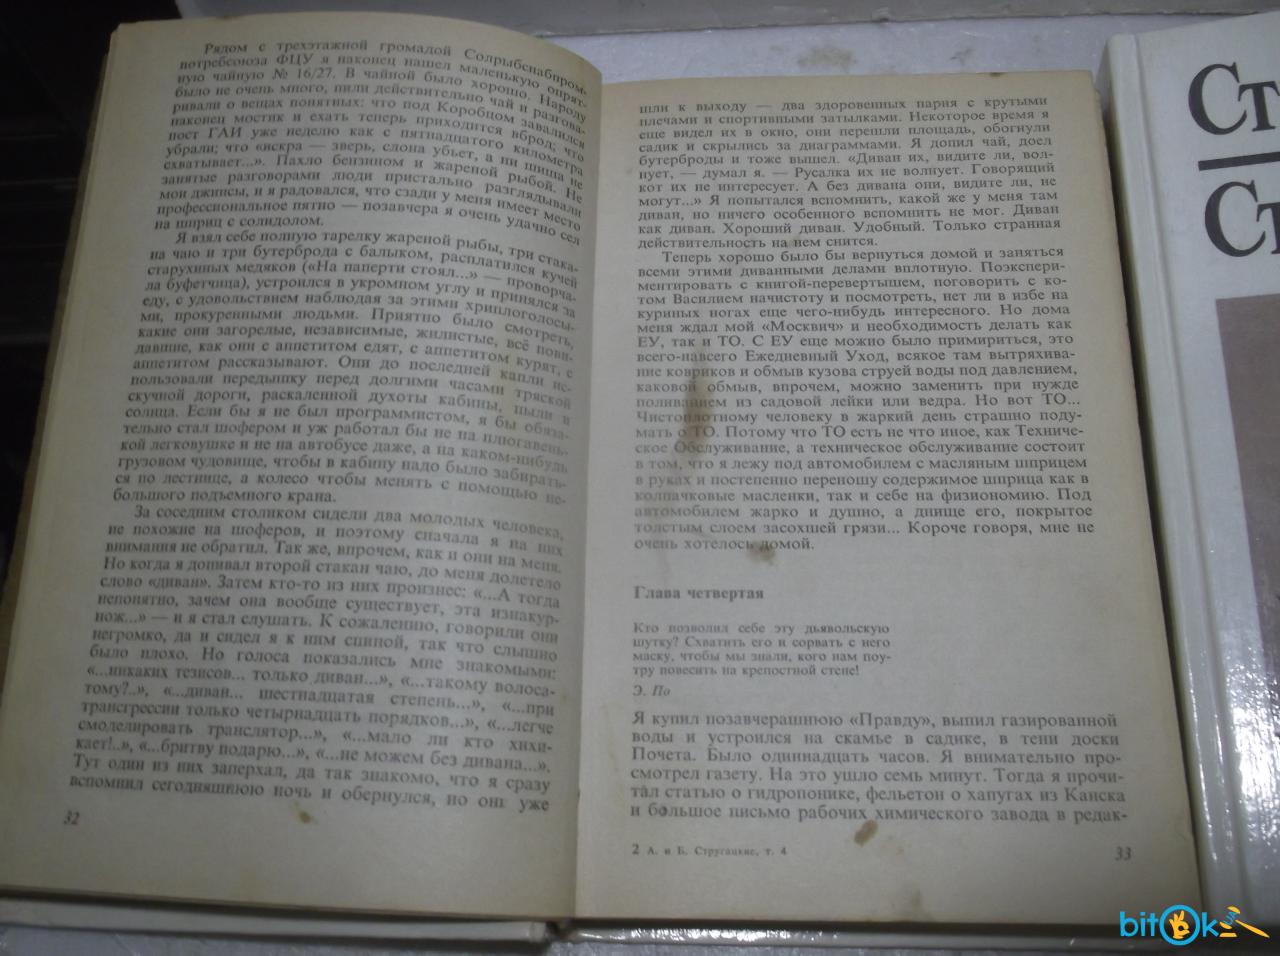 Рядом с трехэтажной громадой Солрыбснабпром-
потребсоюза ФЦУ я наконец нашел маленькую опрят-
ную чайную № 16/27. В чайной было хорошо. Народу
было не очень много, пили действительно чай и разгова-
ривали о вещах понятных: что под Коробцом завалился
наконец мостик и ехать теперь приходится вброд; что
пост ГАИ уже неделю как с пятнадцатого километра
убрали; что «искра — зверь, слона убьет, а ни шиша не
схватывает...». Пахло бензином и жареной рыбой. Не
занятые разговорами люди пристально разглядывали
мои джинсы, и я радовался, что сзади у меня имеет место
профессиональное пятно — позавчера я очень удачно сел
на шприц с солидолом.
Я взял себе полную тарелку жареной рыбы, три стака-
на чаю и три бутерброда с балыком, расплатился кучей
старухиных медяков («На паперти стоял...» — проворча-
ла буфетчица), устроился в укромном углу и принялся за
еду, с удовольствием наблюдая за этими хриплоголосы-
ми, прокуренными людьми. Приятно было смотреть,
какие они загорелые, независимые, жилистые, всё пови-
давшие, как они с аппетитом едят, с аппетитом курят, с
аппетитом рассказывают. Они до последней капли ис-
пользовали передышку перед долгими часами тряской
скучной дороги, раскаленной духоты кабины, пыли и
солнца. Если бы я не был программистом, я бы обяза-
тельно стал шофером и уж работал бы не на плюгавень-
кой легковушке и не на автобусе даже, а на каком-нибудь
грузовом чудовище, чтобы в кабину надо было забирать-
ся по лестнице, а колесо чтобы менять с помощью не-
большого подъемного крана.
За соседним столиком сидели два молодых человека,
не похожие на шоферов, и поэтому сначала я на них
внимания не обратил. Так же, впрочем, как и они на меня.
Но когда я допивал второй стакан чаю, до меня долетело
слово «диван». Затем кто-то из них произнес: «...А тогда
непонятно, зачем она вообще существует, эта изнакур-
нож...» — и я стал слушать. К сожалению, говорили они
негромко, да и сидел я к ним спиной, так что слышно
было плохо. Но голоса показались мне знакомыми:
«...никаких тезисов... только диван...», «...такому волоса-
тому?..», «...диван... шестнадцатая степень...», «...при
трансгрессии только четырнадцать порядков...», «...легче
смоделировать транслятор...», «...мало ли кто хихи-
кает!..», «...бритву подарю...», «...не можем без дивана...».
Тут один из них заперхал, да так знакомо, что я сразу
вспомнил сегодняшнюю ночь и обернулся, но они уже
32
шли к выходу — два здоровенных парня с крутыми
плечами и спортивными затылками. Некоторое время я
еще видел их в окно, они перешли площадь, обогнули
садик и скрылись за диаграммами. Я допил чай, доел
бутерброды и тоже вышел. «Диван их, видите ли, вол-
нует, — думал я. — Русалка их не волнует. Говорящий
кот их не интересует. А без дивана они, видите ли, не
могут...» Я попытался вспомнить, какой же у меня там
диван, но ничего особенного вспомнить не мог. Диван
как диван. Хороший диван. Удобный. Только странная
действительность на нем снится.
Теперь хорошо было бы вернуться домой и заняться
всеми этими диванными делами вплотную. Поэкспери-
ментировать с книгой-перевертышем, поговорить с ко-
том Василием начистоту и посмотреть, нет ли в избе на
куриных ногах еще чего-нибудь интересного. Но дома
меня ждал мой «Москвич» и необходимость делать как
ЕУ, так и ТО. С ЕУ еще можно было примириться, это
всего-навсего Ежедневный Уход, всякое там вытряхива-
ние ковриков и обмыв кузова струей воды под давлением,
каковой обмыв, впрочем, можно заменить при нужде
поливанием из садовой лейки или ведра. Но вот ТО...
Чистоплотному человеку в жаркий день страшно поду-
мать о ТО. Потому что ТО есть не что иное, как Техниче-
ское Обслуживание, а техническое обслуживание состоит
в том, что я лежу под автомобилем с масляным шприцем
в руках и постепенно переношу содержимое шприца как в
колпачковые масленки, так и себе на физиономию. Под
автомобилем жарко и душно, а днище его, покрытое
толстым слоем засохшей грязи... Короче говоря, мне не
очень хотелось домой.
Глава четвертая
Кто позволил себе эту дьявольскую
шутку? Схватить его и сорвать с него
маску, чтобы мы знали, кого нам поу-
тру повесить на крепостной стене!
Э. По
Я купил позавчерашнюю «Правду», выпил газированной
воды и устроился на скамье в садике, в тени доски
Почета. Было одиннадцать часов. Я внимательно про-
смотрел газету. На это ушло семь минут. Тогда я прочи-
тал статью о гидропонике, фельетон о хапугах из Канска
и большое письмо рабочих химического завода в редак-
2 А. и Б. Стругацкие, т. 4
33
Ст
Ст
bitok.ua